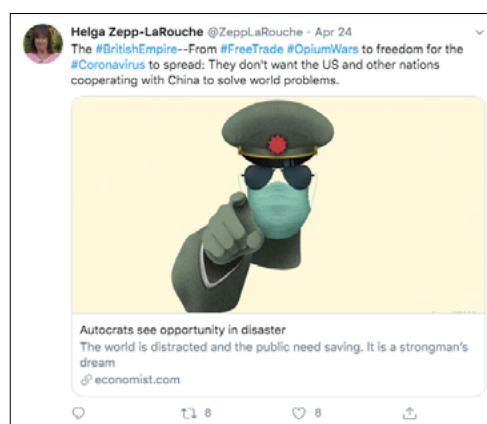 Helga Zepp-LaRouche @ZeppLaRouche · Apr 24
The #BritishEmpire--From #FreeTrade #OpiumWars to freedom for the
#Coronavirus to spread: They don't want the US and other nations
cooperating with China to solve world problems.
Autocrats see opportunity in disaster
The world is distracted and the public need saving. It is a strongman's
dream
economist.com
8
8